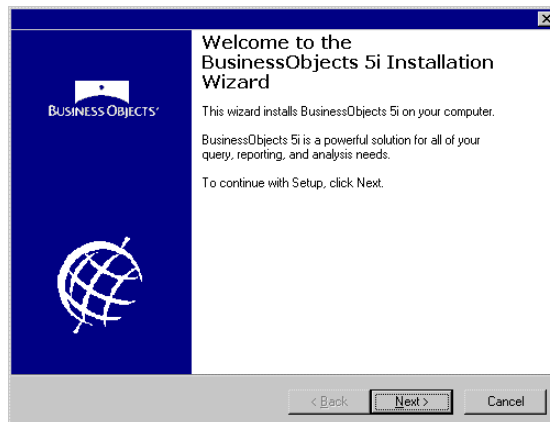 Welcome to the
BusinessObjects 5i Installation
Wizard
BUSINESS OBJECTS
This wizard installs BusinessObjects 5i on your computer.
BusinessObjects 5i is a powerful solution for all of your
query, reporting, and analysis needs.
To continue with Setup, click Next.
< Back
Next >
Cancel